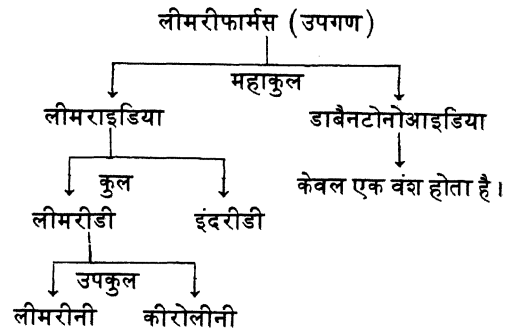 लीमरीफार्मस (उपगण)
महाकुल
लीमराइडिया
डाबैनटोनोआइडिया
कुल
केवल एक वंश होता है।
लीमरीडी
इंदरीडी
उपकुल
लीमरीनी
कीरोलीनी